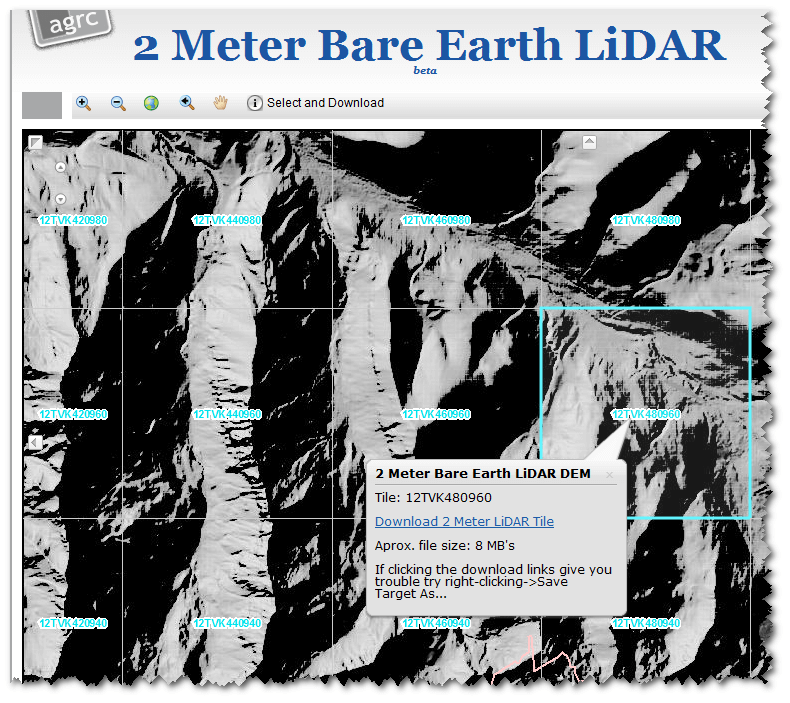 agrc
2 Meter Bare Earth LiDAR
beta
Select and Download
12TVK420980
12TVK440980
12TVK460980
12TVK480980
12TVK420960
12TVK440960
12TVK460960
12TVK480960
2 Meter Bare Earth LiDAR DEM
Tile: 12TVK480960
Download 2 Meter LiDAR Tile
Aprox. file size: 8 MB's
If clicking the download links give you
trouble try right-clicking->Save
Target As...
12TVK420940
12TVK440940
12TVK460940
12TVK480940